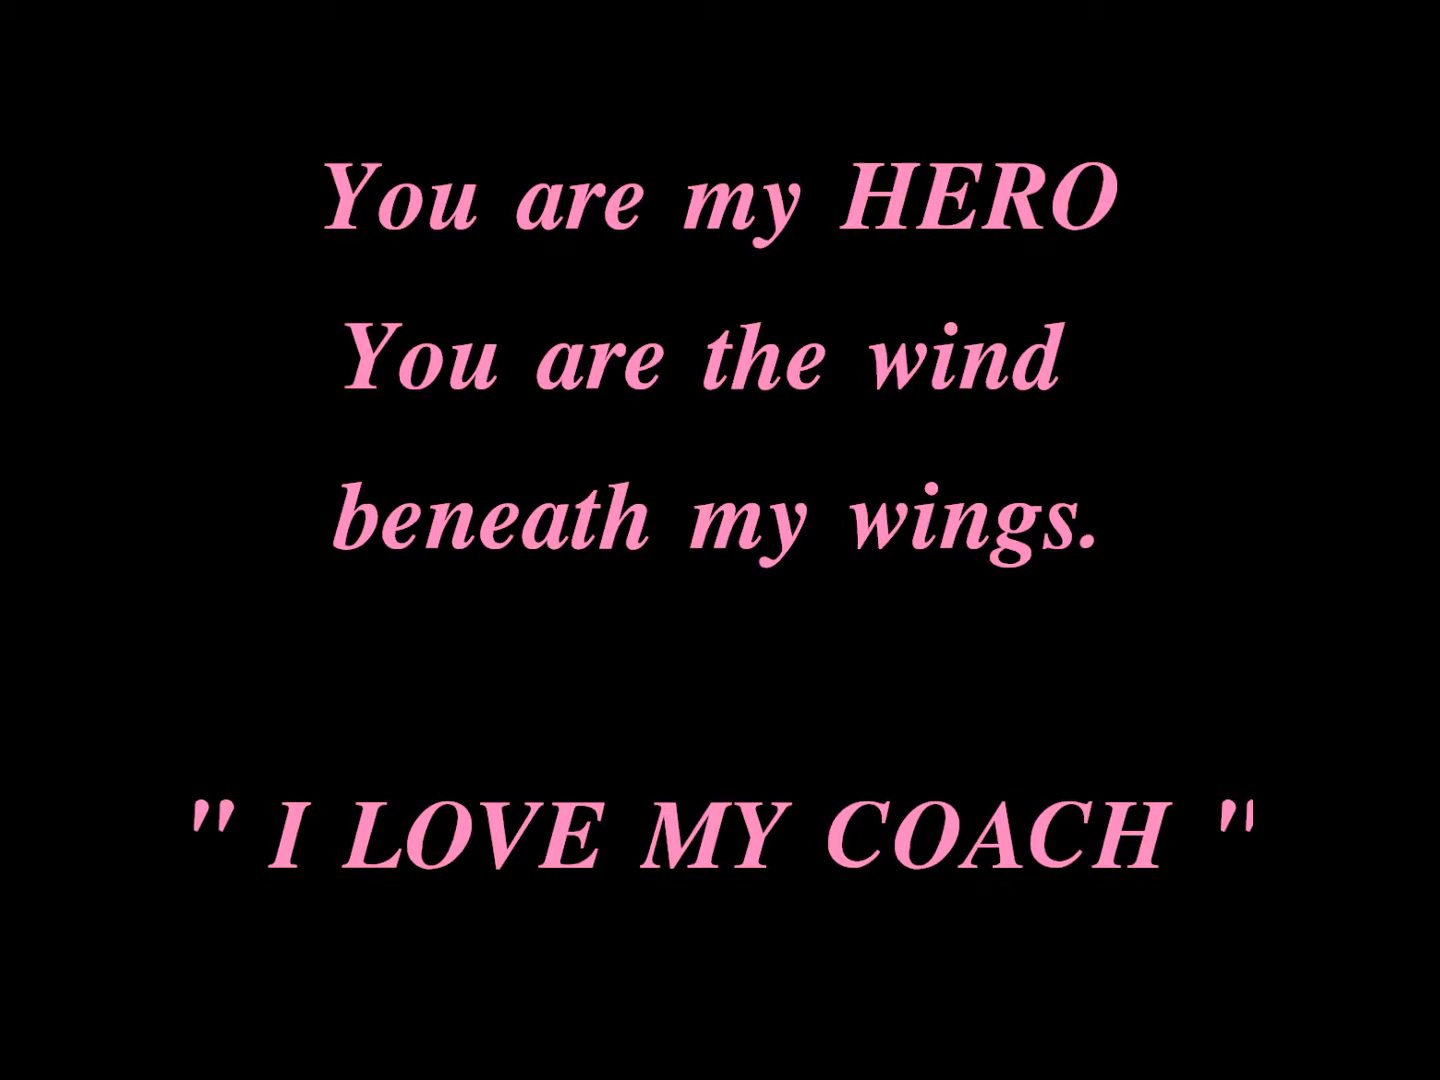 You are my HERO
You are the wind
beneath my wings.
" I LOVE MY COACH "